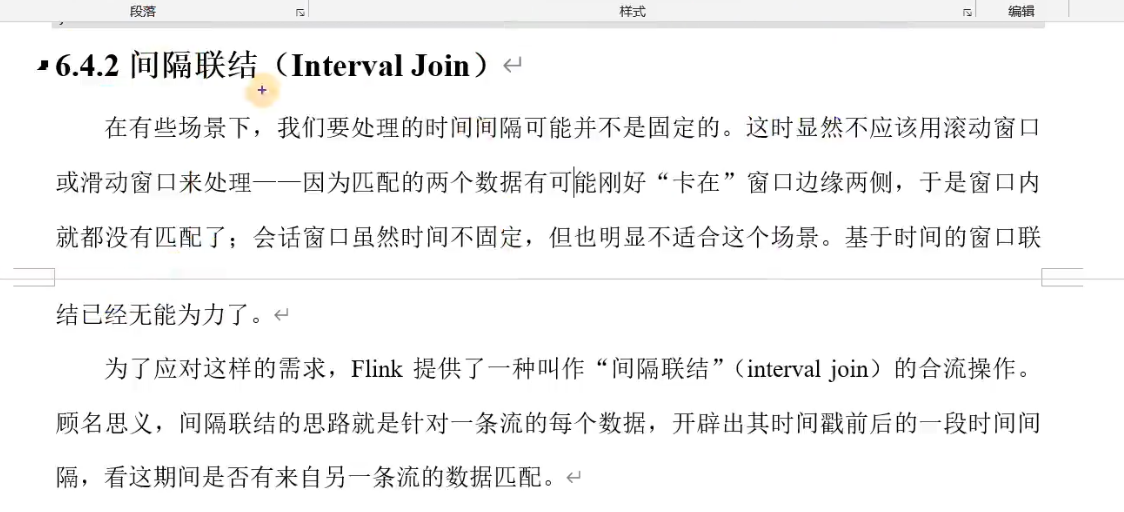 段落
样式
编辑
6.4.2 间隔联结（Interval Join）
在有些场景下，我们要处理的时间间隔可能并不是固定的。这时显然不应该用滚动窗口
或滑动窗口来处理——因为匹配的两个数据有可能刚好“卡在”窗口边缘两侧，于是窗口内
就都没有匹配了；会话窗口虽然时间不固定，但也明显不适合这个场景。基于时间的窗口联
结已经无能为力了。
为了应对这样的需求，Flink 提供了一种叫作“间隔联结”（interval join）的合流操作。
顾名思义，间隔联结的思路就是针对一条流的每个数据，开辟出其时间戳前后的一段时间间
隔，看这期间是否有来自另一条流的数据匹配。